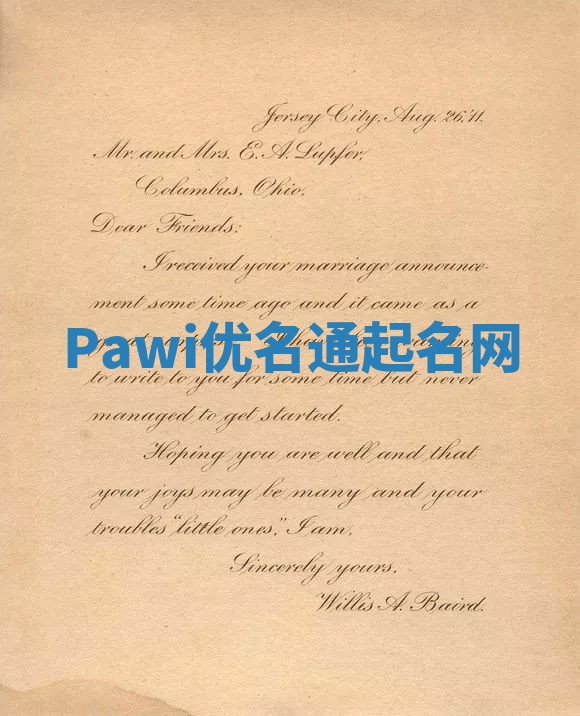 Jersey City, Aug. 26,'11.
Mr. and Mrs. E. A. Lupfer,
Columbus, Ohio.
Dear Friends:
I received your marriage announce-
ment some time ago and it came as a
Pawi优名通起名网
to write to you for some time but never
managed to get started.
Hoping you are well and that
your joys may be many and your
troubles "little ones," I am,
Sincerely yours,
Willis A. Baird.